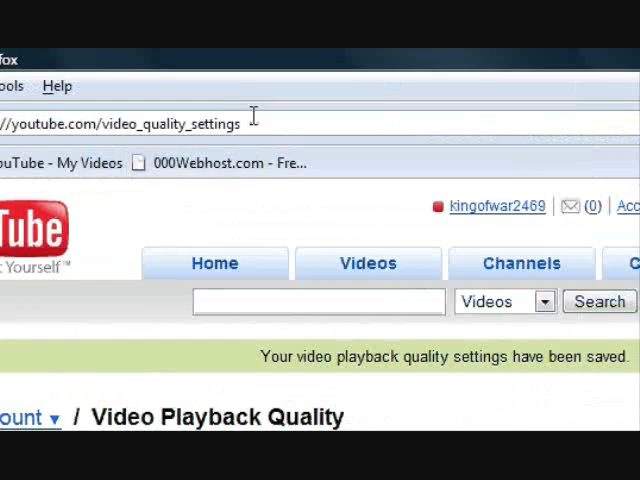 fox
ools Help
//youtube.com/video_quality_settings
ouTube - My Videos 000Webhost.com - Fre...
kingofwar2469 (0) Acc
Tube
t Yourself™
Home Videos Channels C
Videos Search
Your video playback quality settings have been saved.
ount / Video Playback Quality